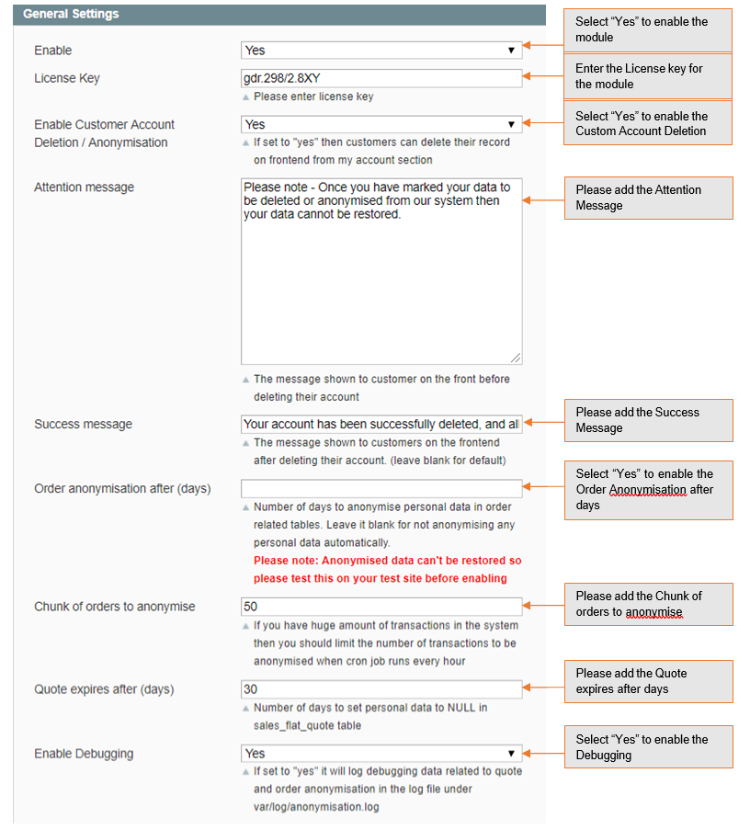 General Settings
Enable
Yes
Select "Yes" to enable the
module
License Key
gdr.298/2.8XY
Please enter license key
Enter the License key for
the module
Enable Customer Account
Deletion / Anonymisation
Yes
If set to "yes" then customers can delete their record
on frontend from my account section
Select "Yes" to enable the
Custom Account Deletion
Attention message
Please note - Once you have marked your data to
be deleted or anonymised from our system then
your data cannot be restored.
The message shown to customer on the front before
deleting their account
Please add the Attention
Message
Success message
Your account has been successfully deleted, and al
The message shown to customers on the frontend
after deleting their account. (leave blank for default)
Please add the Success
Message
Order anonymisation after (days)
Number of days to anonymise personal data in order
related tables. Leave it blank for not anonymising any
personal data automatically.
Please note: Anonymised data can't be restored so
please test this on your test site before enabling
Select "Yes" to enable the
Order Anonymisation after
days
Chunk of orders to anonymise
50
If you have huge amount of transactions in the system
then you should limit the number of transactions to be
anonymised when cron job runs every hour
Please add the Chunk of
orders to anonymise
Quote expires after (days)
30
Number of days to set personal data to NULL in
sales_flat_quote table
Please add the Quote
expires after days
Enable Debugging
Yes
If set to "yes" it will log debugging data related to quote
and order anonymisation in the log file under
var/log/anonymisation.log
Select "Yes" to enable the
Debugging